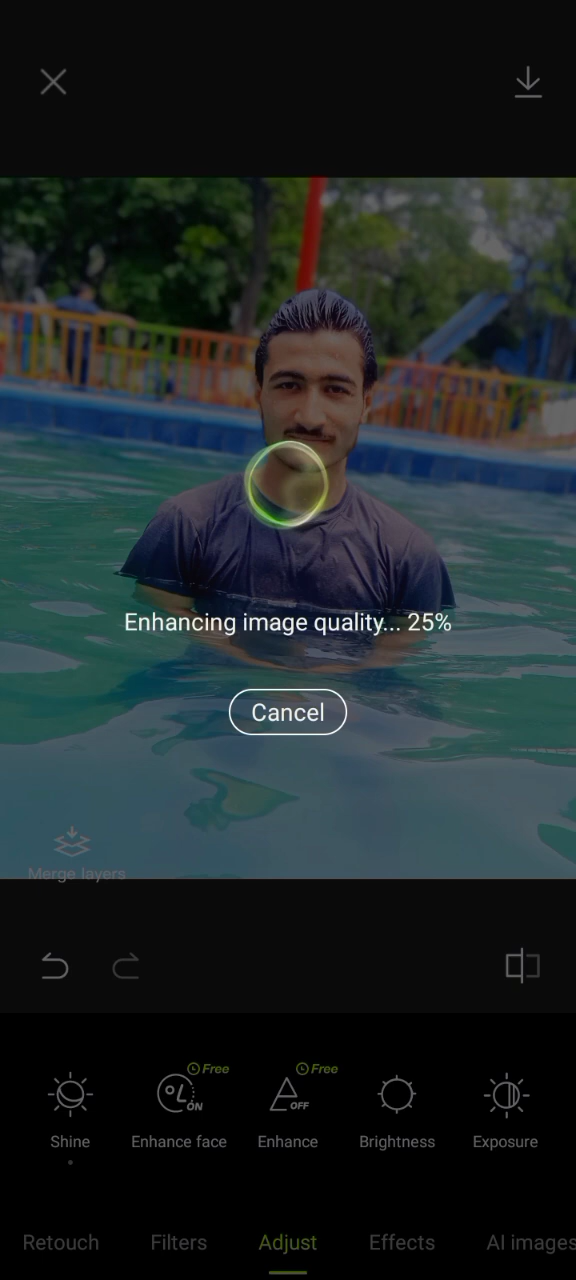 Enhancing image quality... 25%
Cancel
Merge layers
Free
Free
ON
OFF
Shine
Enhance face
Enhance
Brightness
Exposure
Retouch
Filters
Adjust
Effects
AI images